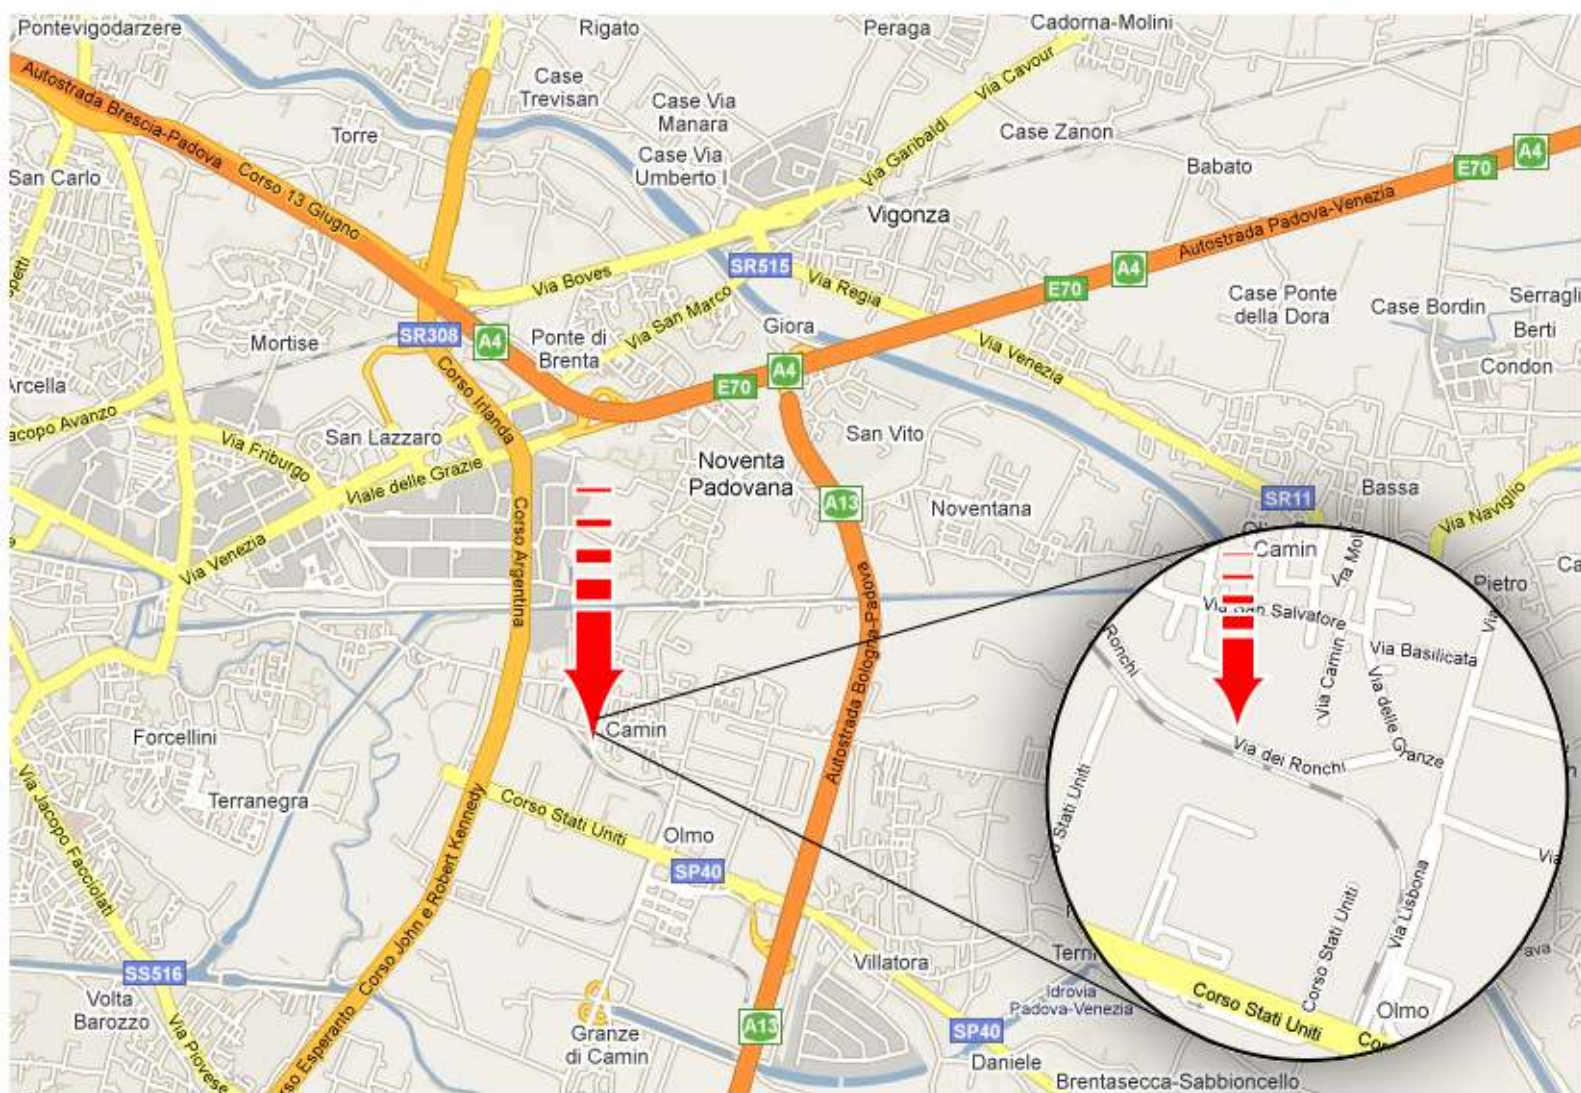 Pontevigodarzere
Rigato
Peraga
Cadorna-Molini
Autostrada Brescia-Padova
Case
Trevisan
Via Cavour
Case Via
Manara
Torre
Case Zanon
Via Garibaldi
Case Via
Umberto I
Babato
E70
A4
San Carlo
Corso 13 Giugno
Vigonza
Autostrada Padova-Venezia
SR515
Via Boves
Via Regia
E70
A4
Case Ponte
della Dora
Case Bordin
Serragli
Berti
Condon
Mortise
SR308
A4
Ponte di
Brenta
Via San Marco
Giora
Via Venezia
Arcella
Corso Irlanda
E70
A4
acopo Avanzo
Via Friburgo
San Lazzaro
Viale delle Grazie
San Vito
Noventa
Padovana
A13
Noventana
SR11
Bassa
Via Naviglio
Via Venezia
Corso Argentina
Autostrada Bologna-Padova
Pietro
Ca
Camin
Via San Salvatore
Via Basilicata
Ronchi
Via Camin
Via delle Granze
Via dei Ronchi
Camin
Forcellini
Terranegra
Via Jacopo Facciolati
Corso Stati Uniti
Olmo
SP40
Corso John e Robert Kennedy
o Stati Uniti
Via Lisbona
Corso Stati Uniti
Corso Stati Uniti
Olmo
SS516
Volta
Barozzo
Via Piovese
so Esperanto
Villatora
Idrovia
Padova-Venezia
Granze
di Camin
A13
SP40
Daniele
Brentasecca-Sabbioncello